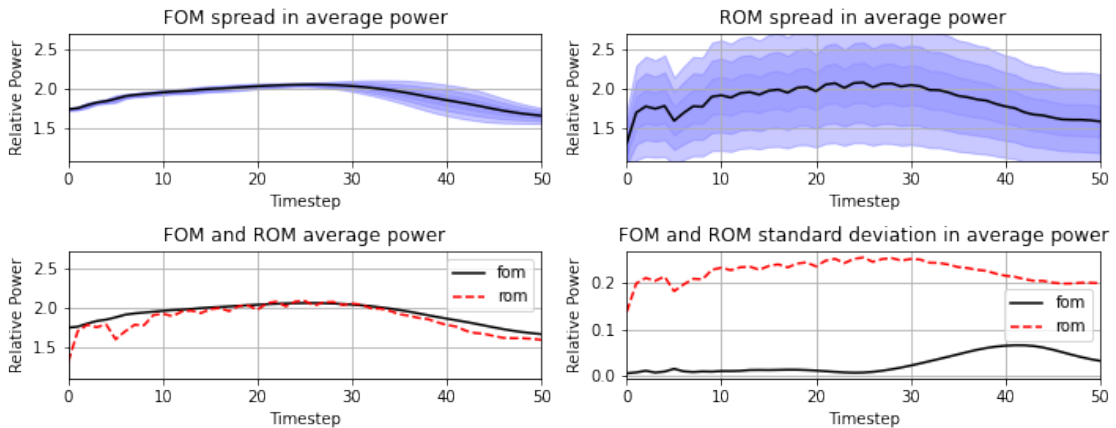 FOM spread in average power
Relative Power
2.5
2.0
1.5
0 10 20 30 40 50
Timestep
ROM spread in average power
Relative Power
2.5
2.0
1.5
0 10 20 30 40 50
Timestep
FOM and ROM average power
Relative Power
2.5
2.0
1.5
fom
rom
0 10 20 30 40 50
Timestep
FOM and ROM standard deviation in average power
Relative Power
0.2
0.1
0.0
fom
rom
0 10 20 30 40 50
Timestep